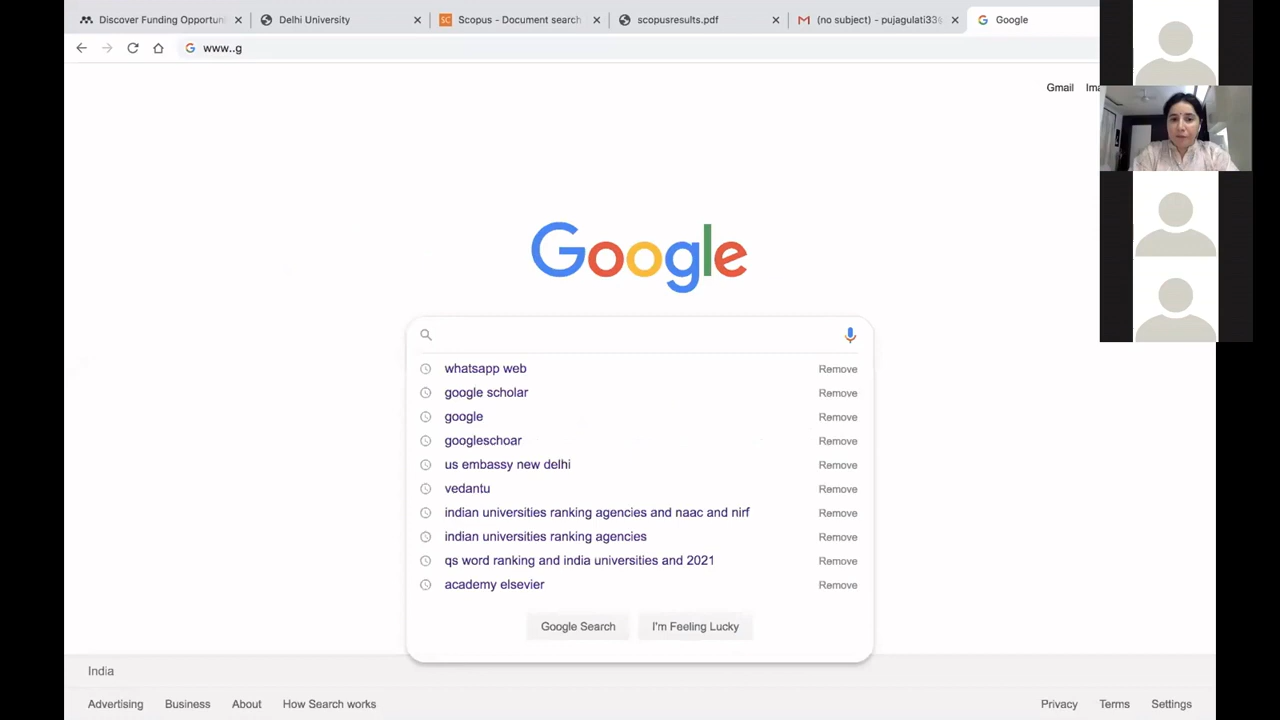 Discover Funding Opportuni
Delhi University
Scopus - Document search
scopusresults.pdf
(no subject) - pujagulati33@
Google
www..g
Gmail
Google
whatsapp web Remove
google scholar Remove
google Remove
googleschoar Remove
us embassy new delhi Remove
vedantu Remove
indian universities ranking agencies and naac and nirf Remove
indian universities ranking agencies Remove
qs word ranking and india universities and 2021 Remove
academy elsevier Remove
Google Search I'm Feeling Lucky
India
Advertising Business About How Search works Privacy Terms Settings